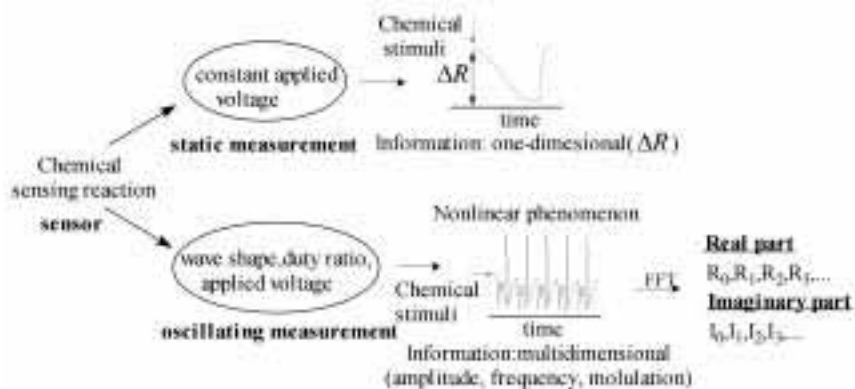 Chemical
stimuli
constant applied
voltage
ΔR
time
static measurement
Information: one-dimesional(ΔR)
Chemical
sensing reaction
sensor
Nonlinear phenomenon
wave shape,duty ratio,
applied voltage
Chemical
stimuli
time
oscillating measurement
Information:multidimensional
(amplitude, frequency, molulation)
FFT
Real part
R0,R1,R2,R3,...
Imaginary part
I0,I1,I2,I3,...